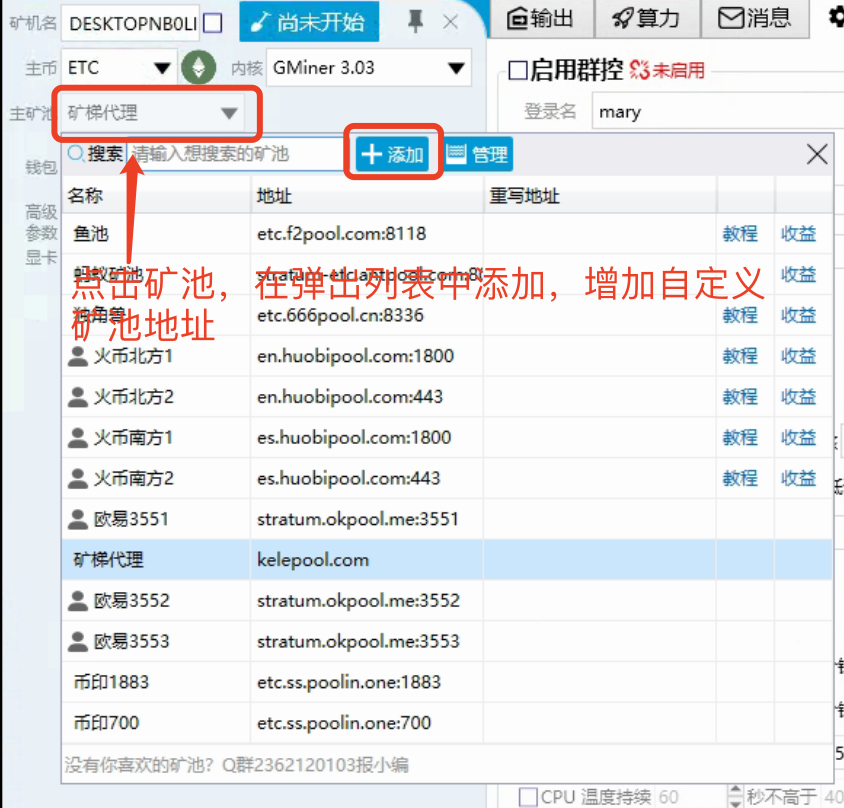 矿机名 DESKTOPNB0LI 尚未开始 输出 算力 消息
主币 ETC 内核 GMiner 3.03 启用群控 未启用
主矿池 矿梯代理 登录名 mary
搜索 请输入想搜索的矿池 添加 管理
钱包
高级
参数
显卡
名称 地址 重写地址
鱼池 etc.f2pool.com:8118 教程 收益
蚂蚁矿池 stratum-etc.antpool.com:8 收益
点击矿池，在弹出列表中添加，增加自定义
矿池地址
独角兽 etc.666pool.cn:8336 教程 收益
火币北方1 en.huobipool.com:1800 教程 收益
火币北方2 en.huobipool.com:443 教程 收益
火币南方1 es.huobipool.com:1800 教程 收益
火币南方2 es.huobipool.com:443 教程 收益
欧易3551 stratum.okpool.me:3551
矿梯代理 kelepool.com
欧易3552 stratum.okpool.me:3552
欧易3553 stratum.okpool.me:3553
币印1883 etc.ss.poolin.one:1883
币印700 etc.ss.poolin.one:700
没有你喜欢的矿池？Q群2362120103报小编
CPU 温度持续 60 秒不高于 40